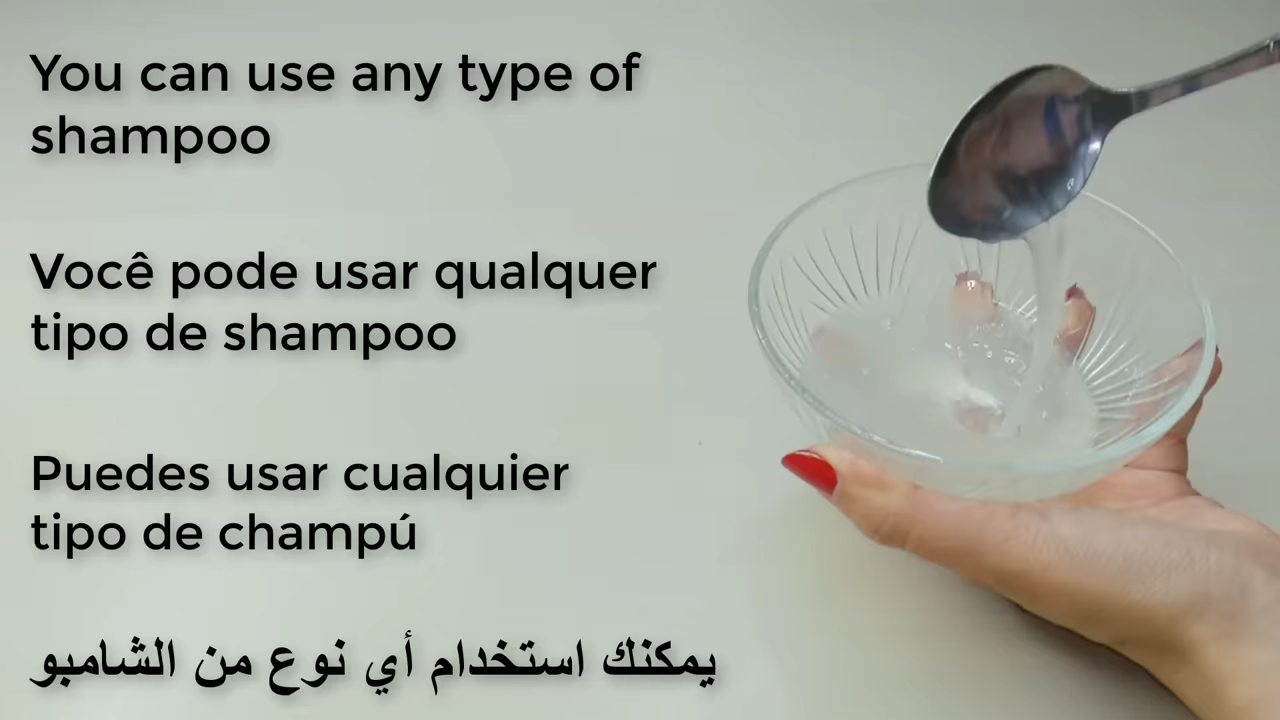 You can use any type of
shampoo
Você pode usar qualquer
tipo de shampoo
Puedes usar cualquier
tipo de champú
يمكنك استخدام أي نوع من الشامبو